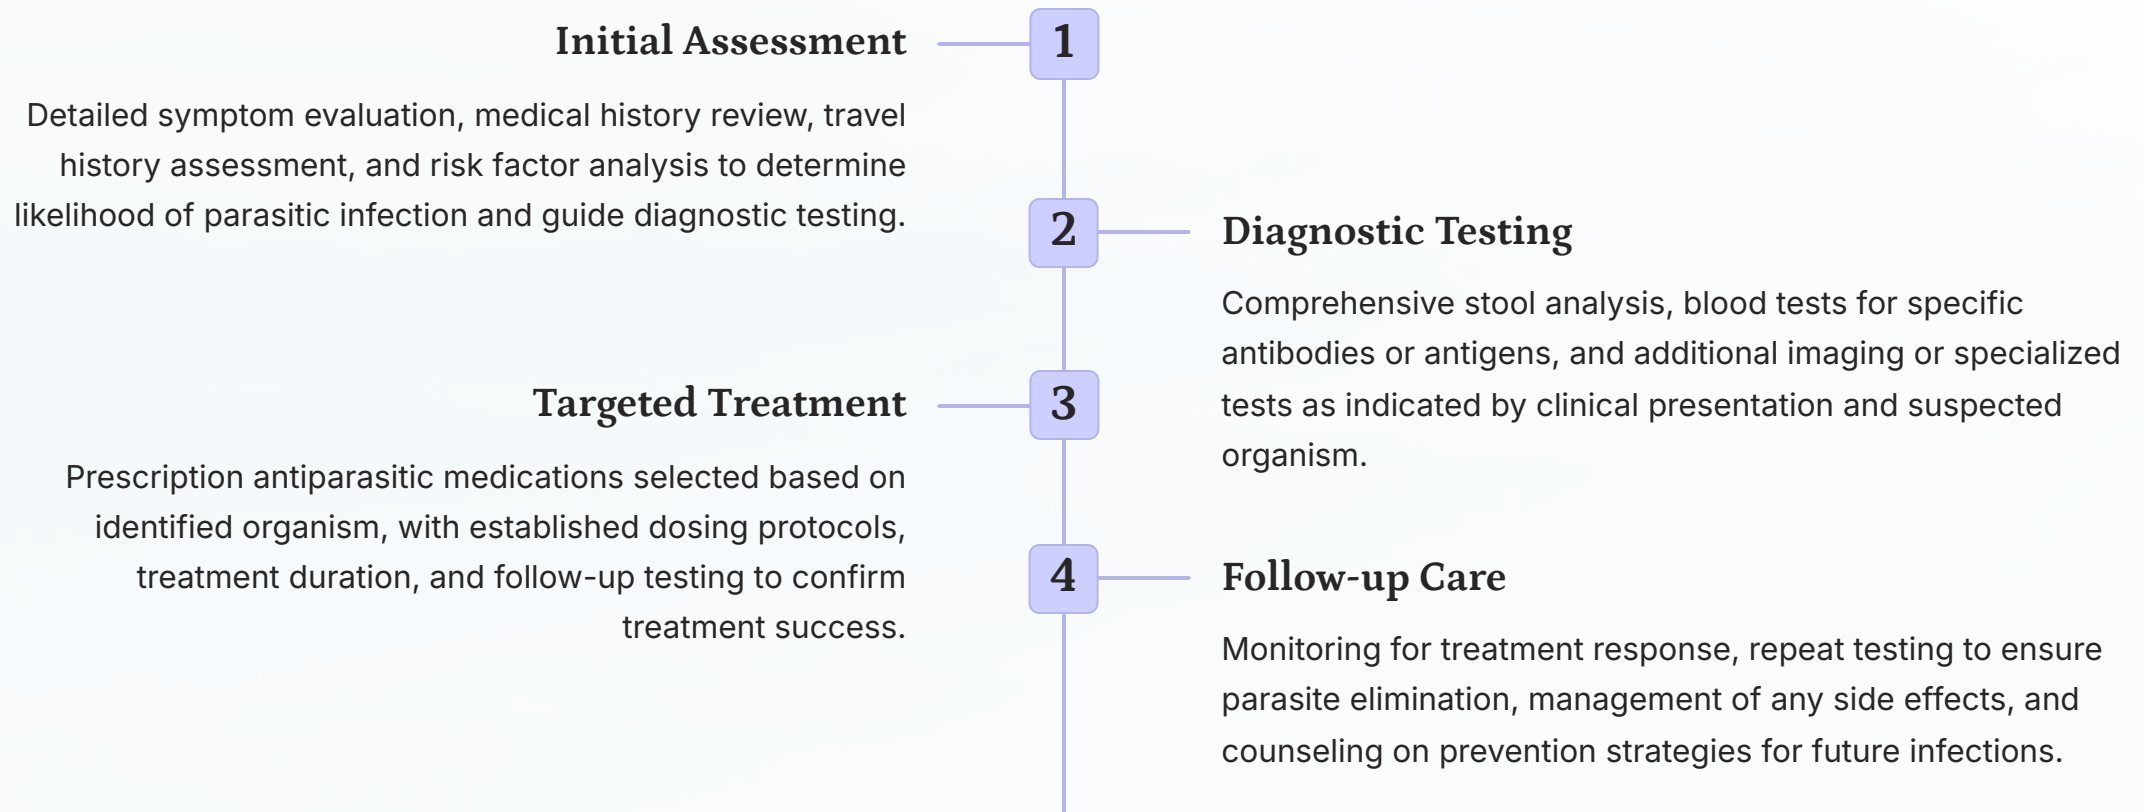 Initial Assessment
1
Detailed symptom evaluation, medical history review, travel
history assessment, and risk factor analysis to determine
likelihood of parasitic infection and guide diagnostic testing.
2
Diagnostic Testing
Comprehensive stool analysis, blood tests for specific
antibodies or antigens, and additional imaging or specialized
tests as indicated by clinical presentation and suspected
organism.
Targeted Treatment
3
Prescription antiparasitic medications selected based on
identified organism, with established dosing protocols,
treatment duration, and follow-up testing to confirm
treatment success.
4
Follow-up Care
Monitoring for treatment response, repeat testing to ensure
parasite elimination, management of any side effects, and
counseling on prevention strategies for future infections.